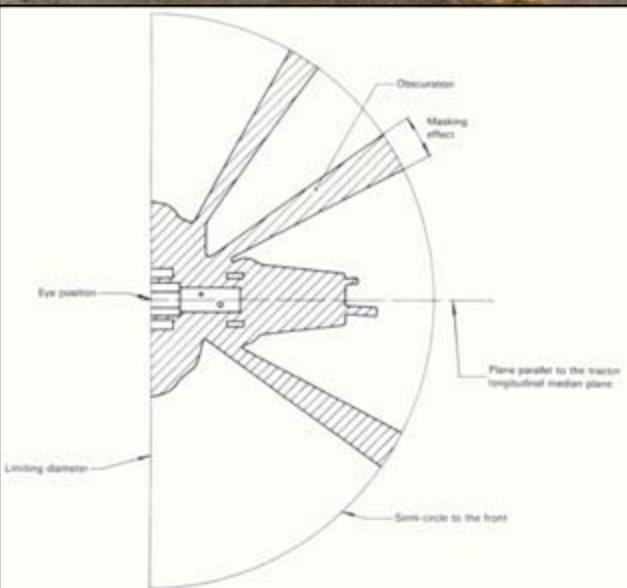 Obscuration
Masking
effect
Eye position
Plane parallel to the tractor
longitudinal median plane
Limiting diameter
Semi-circle to the front